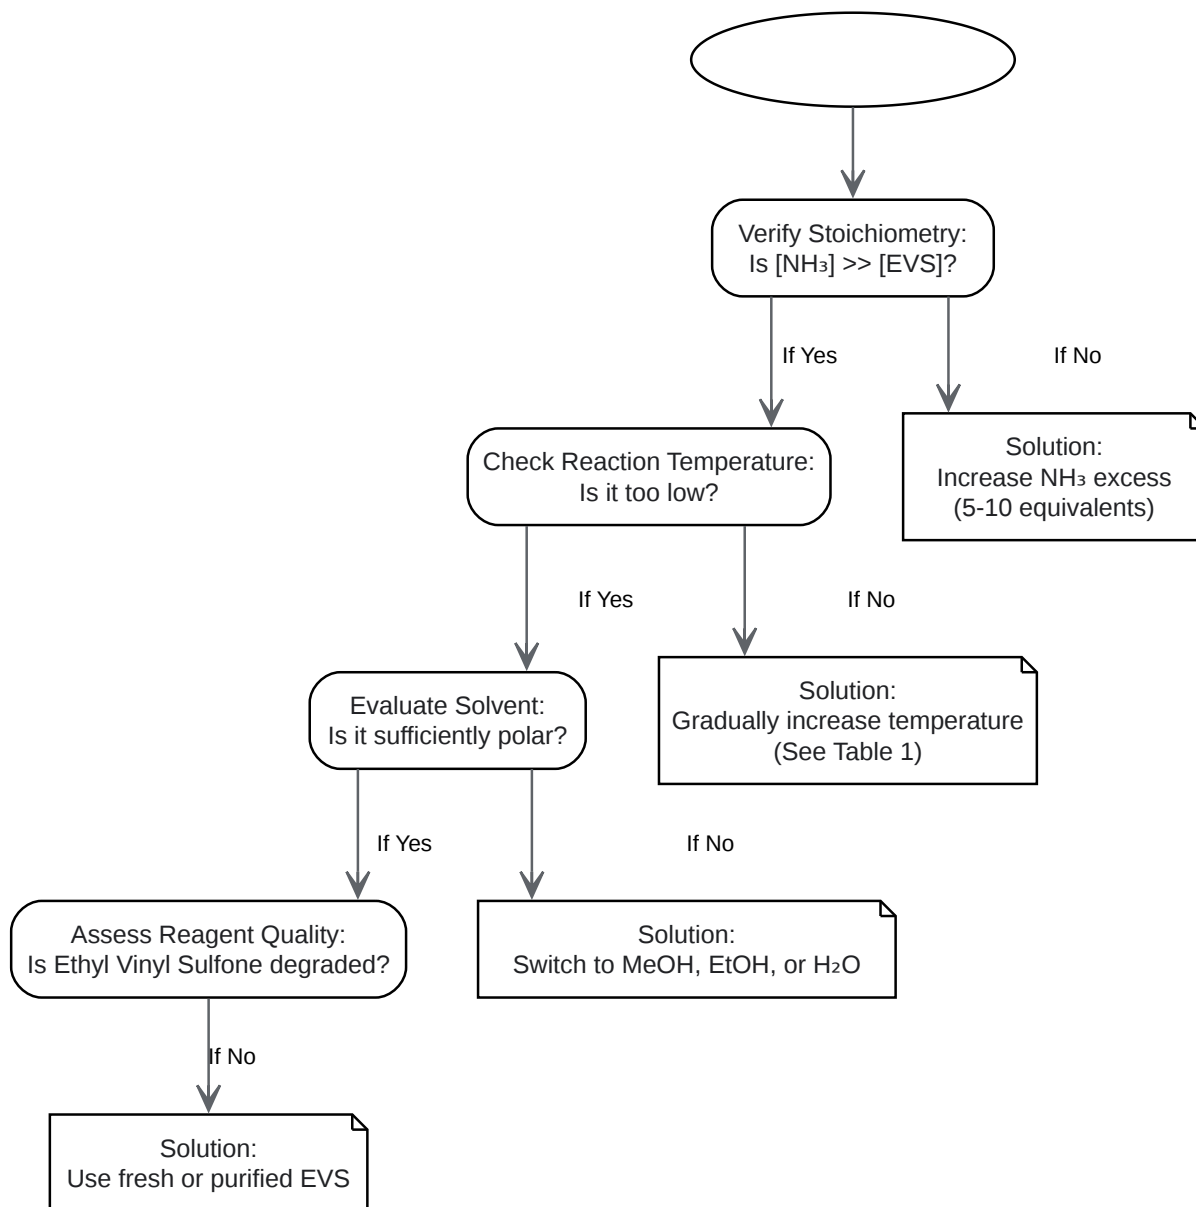 Verify Stoichiometry:
Is [NH₃] >> [EVS]?
If Yes
If No
Check Reaction Temperature:
Is it too low?
Solution:
Increase NH₃ excess
(5-10 equivalents)
If Yes
If No
Evaluate Solvent:
Is it sufficiently polar?
Solution:
Gradually increase temperature
(See Table 1)
If Yes
If No
Assess Reagent Quality:
Is Ethyl Vinyl Sulfone degraded?
Solution:
Switch to MeOH, EtOH, or H₂O
If No
Solution:
Use fresh or purified EVS